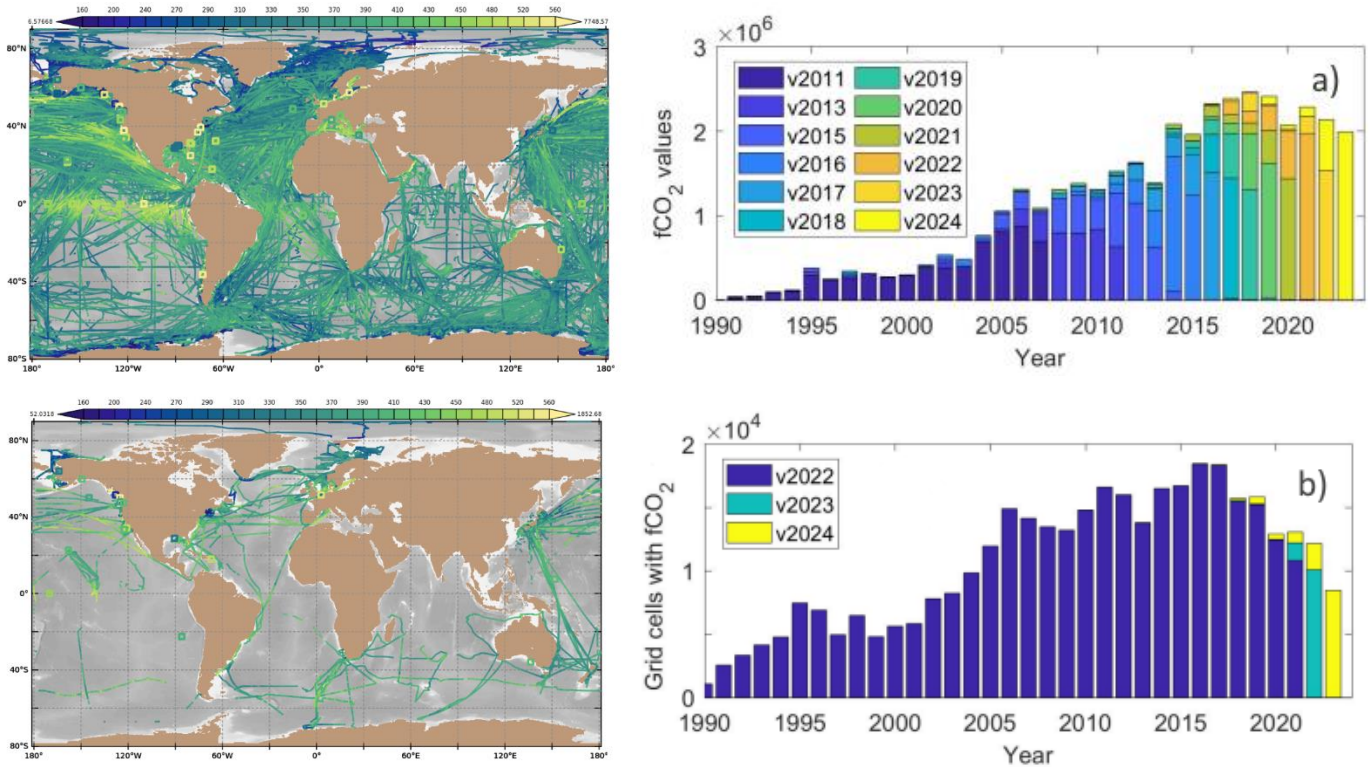 160 200 240 270 290 310 330 350 370 390 410 430 450 480 520 560
6.57668 7748.57
80°N
40°N
0°
40°S
80°S
180° 120°W 60°W 0° 60°E 120°E 180°
×10⁶
a)
3
2
1
0
fCO₂ values
v2011 v2019
v2013 v2020
v2015 v2021
v2016 v2022
v2017 v2023
v2018 v2024
1990 1995 2000 2005 2010 2015 2020
Year
160 200 240 270 290 310 330 350 370 390 410 430 450 480 520 560
52.0318 1852.68
80°N
40°N
0°
40°S
80°S
180° 120°W 60°W 0° 60°E 120°E 180°
×10⁴
b)
2
1
0
Grid cells with fCO₂
v2022
v2023
v2024
1990 1995 2000 2005 2010 2015 2020
Year